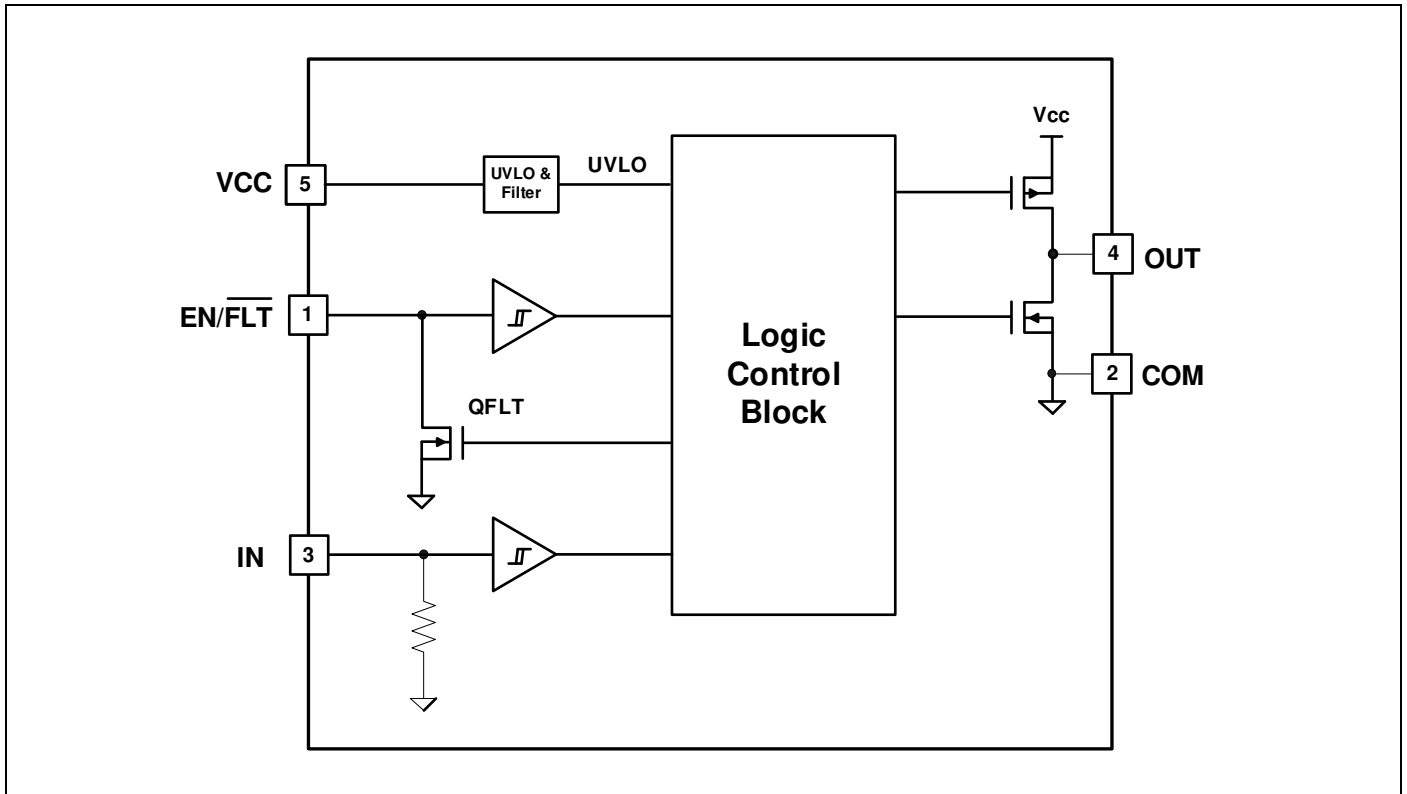 Vcc
VCC
5
UVLO &
Filter
UVLO
EN/FLT
1
QFLT
IN
3
Logic
Control
Block
4
OUT
2
COM